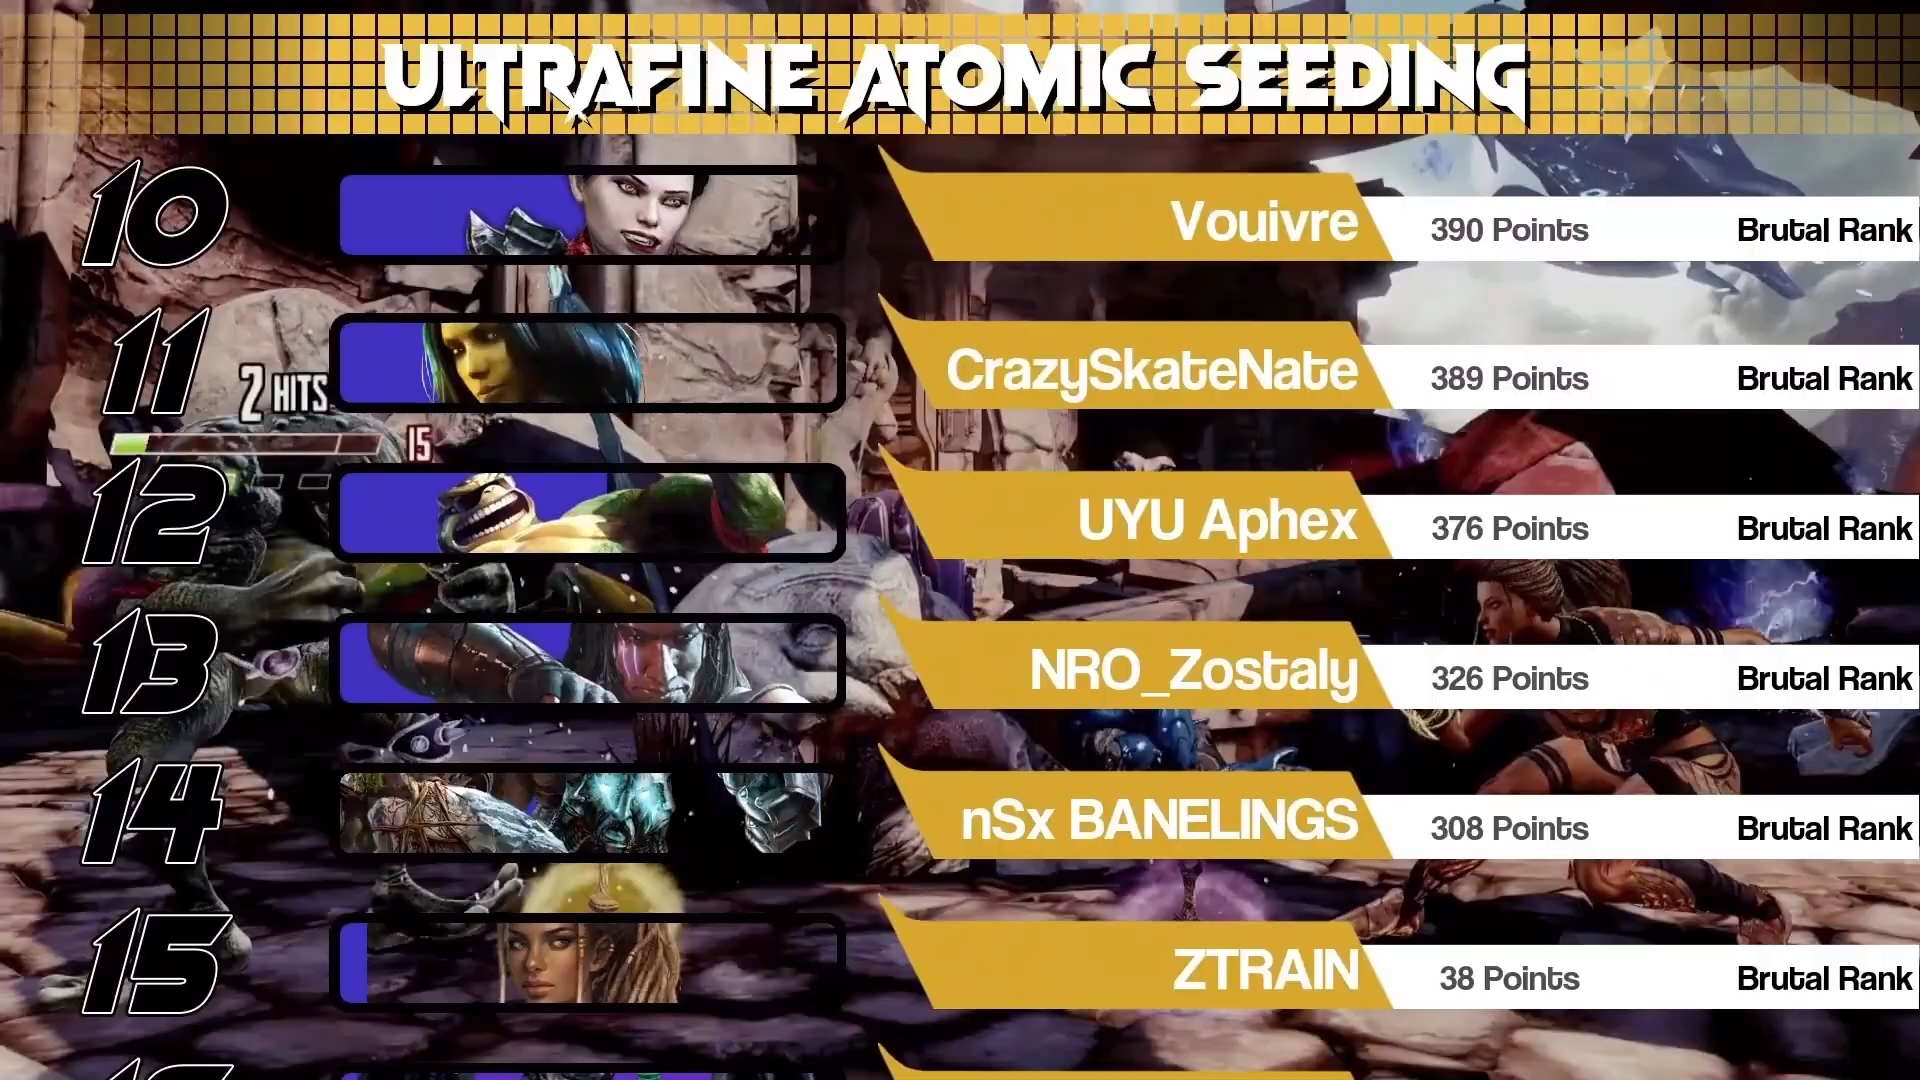 ULTRAFINE ATOMIC SEEDING
10 Vouivre 390 Points Brutal Rank
11 CrazySkateNate 389 Points Brutal Rank
2 HITS
15
12 UYU Aphex 376 Points Brutal Rank
13 NRO_Zostaly 326 Points Brutal Rank
14 nSx BANELINGS 308 Points Brutal Rank
15 ZTRAIN 38 Points Brutal Rank